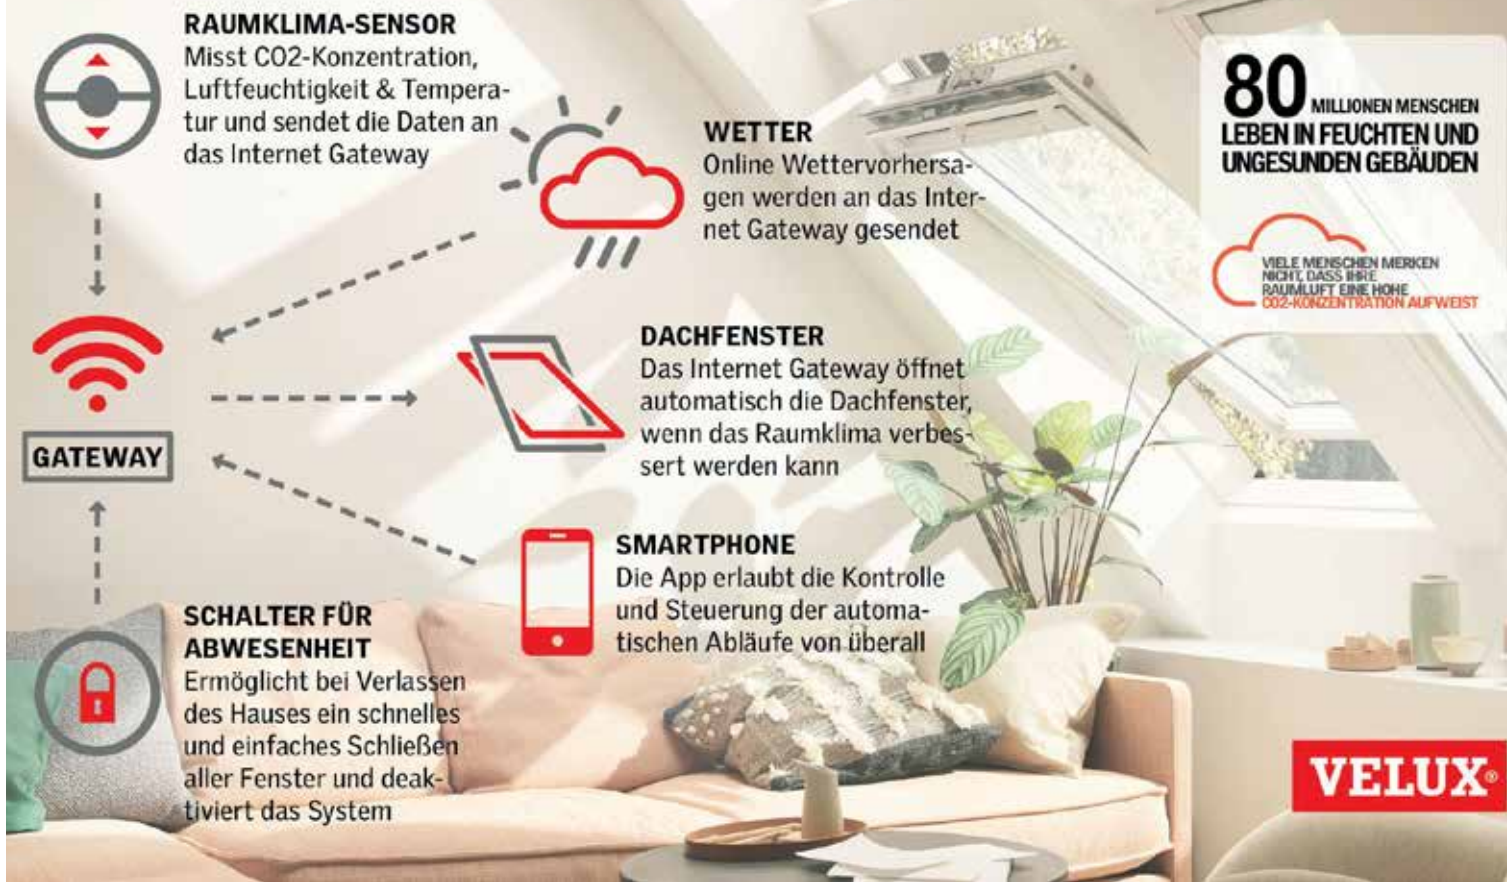 RAUMKLIMA-SENSOR
Misst CO2-Konzentration,
Luftfeuchtigkeit & Tempera-
tur und sendet die Daten an
das Internet Gateway
WETTER
Online Wettervorhersa-
gen werden an das Inter-
net Gateway gesendet
80 MILLIONEN MENSCHEN
LEBEN IN FEUCHTEN UND
UNGESUNDEN GEBÄUDEN
VIELE MENSCHEN MERKEN
NICHT, DASS IHRE
RAUMLUFT EINE HOHE
CO2-KONZENTRATION AUFWEIST
DACHFENSTER
Das Internet Gateway öffnet
automatisch die Dachfenster,
wenn das Raumklima verbes-
sert werden kann
GATEWAY
SMARTPHONE
Die App erlaubt die Kontrolle
und Steuerung der automa-
tischen Abläufe von überall
SCHALTER FÜR
ABWESENHEIT
Ermöglicht bei Verlassen
des Hauses ein schnelles
und einfaches Schließen
aller Fenster und deak-
tiviert das System
VELUX®